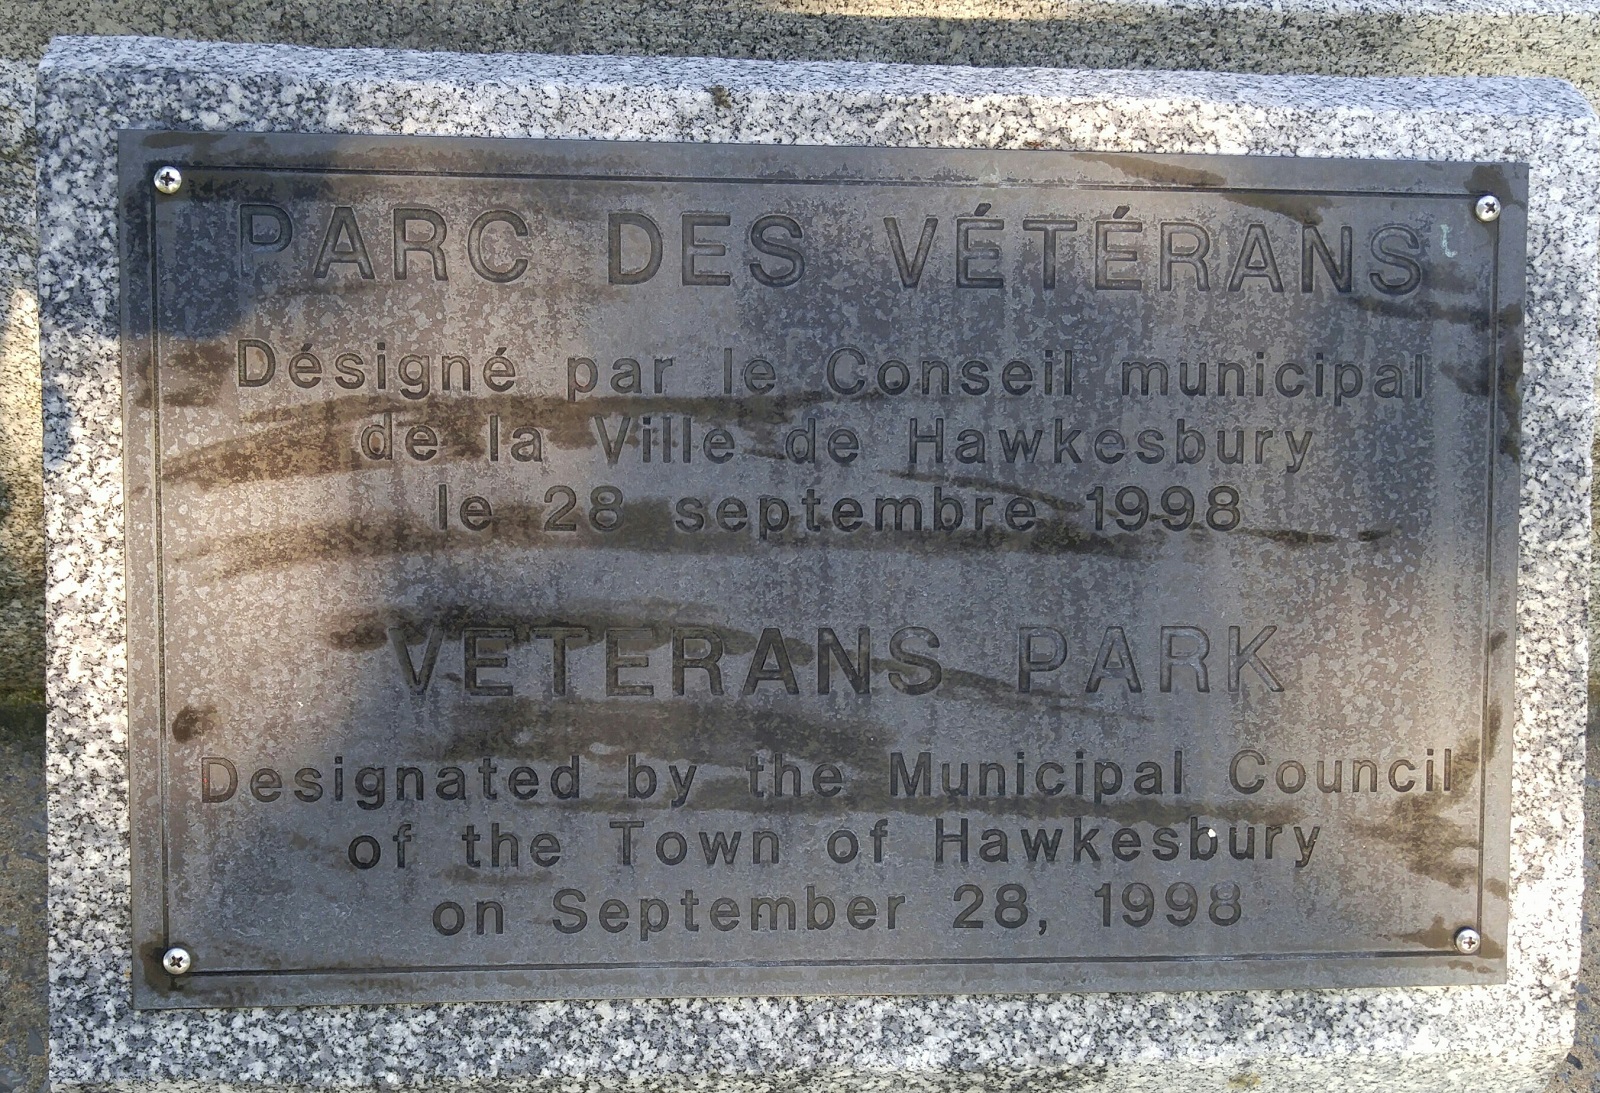 PARC DES VÉTÉRANS
Désigné par le Conseil municipal
de la Ville de Hawkesbury
le 28 septembre 1998
VETERANS PARK
Designated by the Municipal Council
of the Town of Hawkesbury
on September 28, 1998